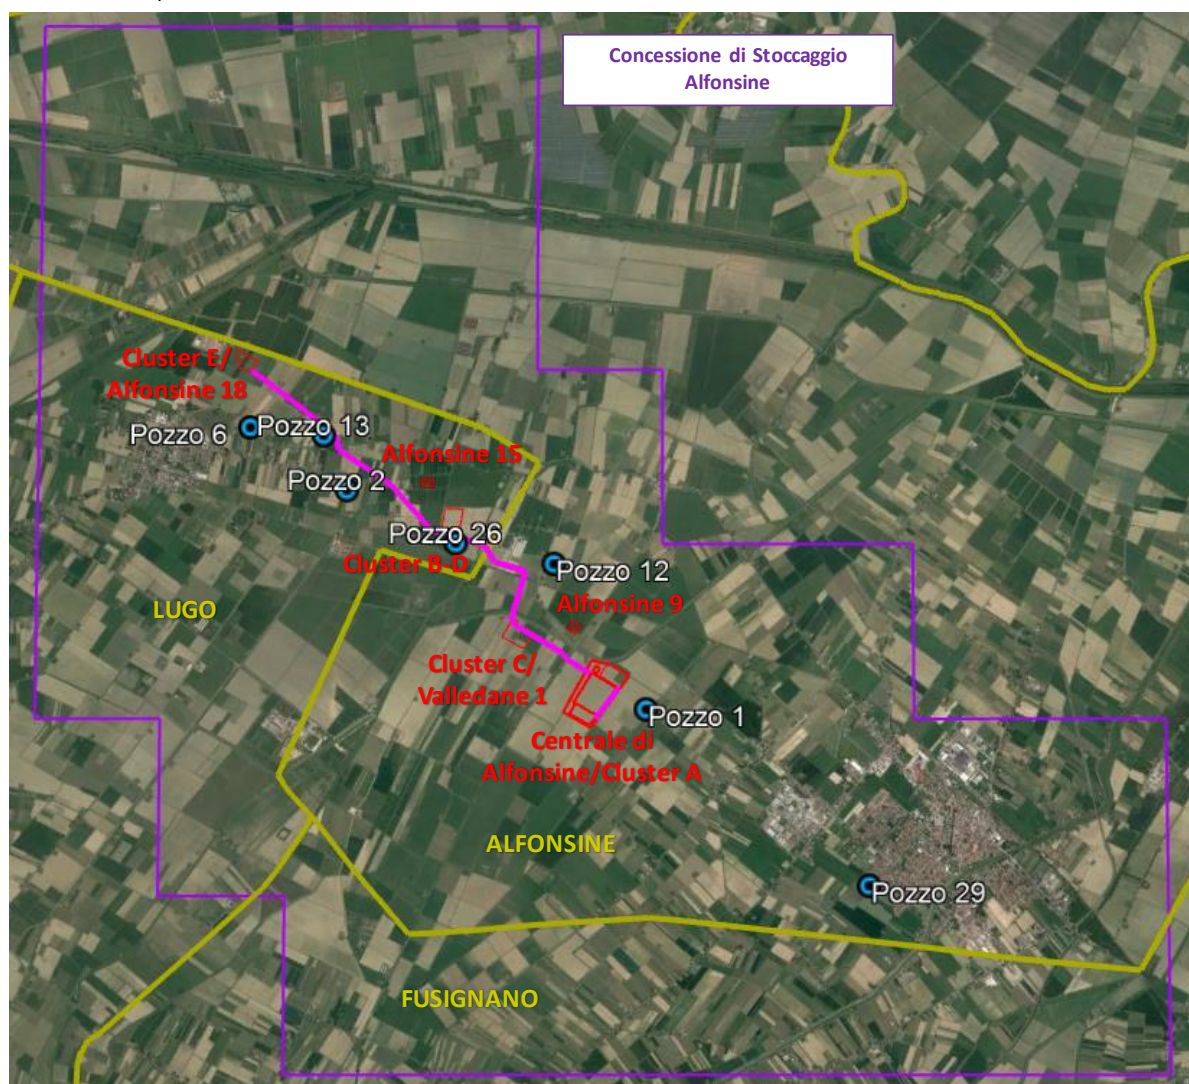 Concessione di Stoccaggio
Alfonsine
Cluster E/
Alfonsine 18
Pozzo 6
Pozzo 13
Alfonsine 15
Pozzo 2
Pozzo 26
Cluster B-D
Pozzo 12
Alfonsine 9
LUGO
Cluster C/
Valledane 1
Pozzo 1
Centrale di
Alfonsine/Cluster A
ALFONSINE
Pozzo 29
FUSIGNANO